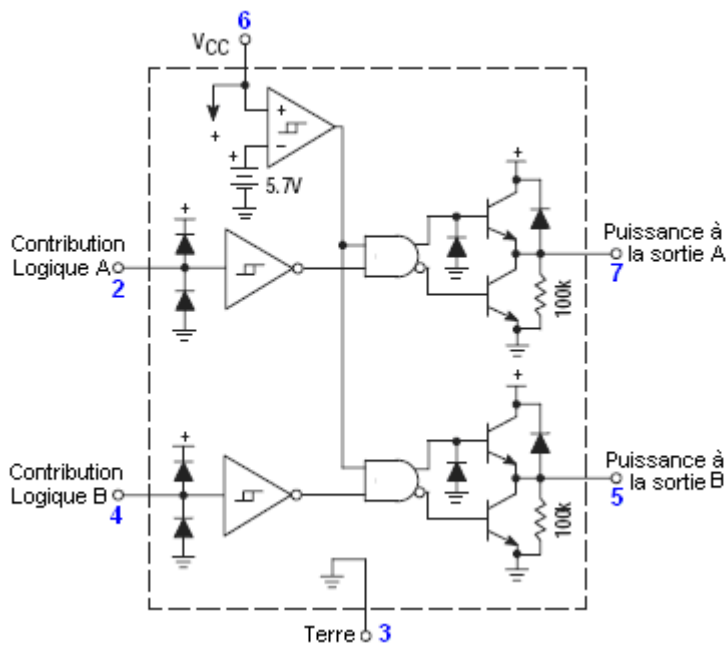 6
VCC
+
+
−
+
5.7V
+
+
Contribution
Logique A
2
Puissance à
la sortie A
7
100k
+
+
Contribution
Logique B
4
Puissance à
la sortie B
5
100k
Terre
3